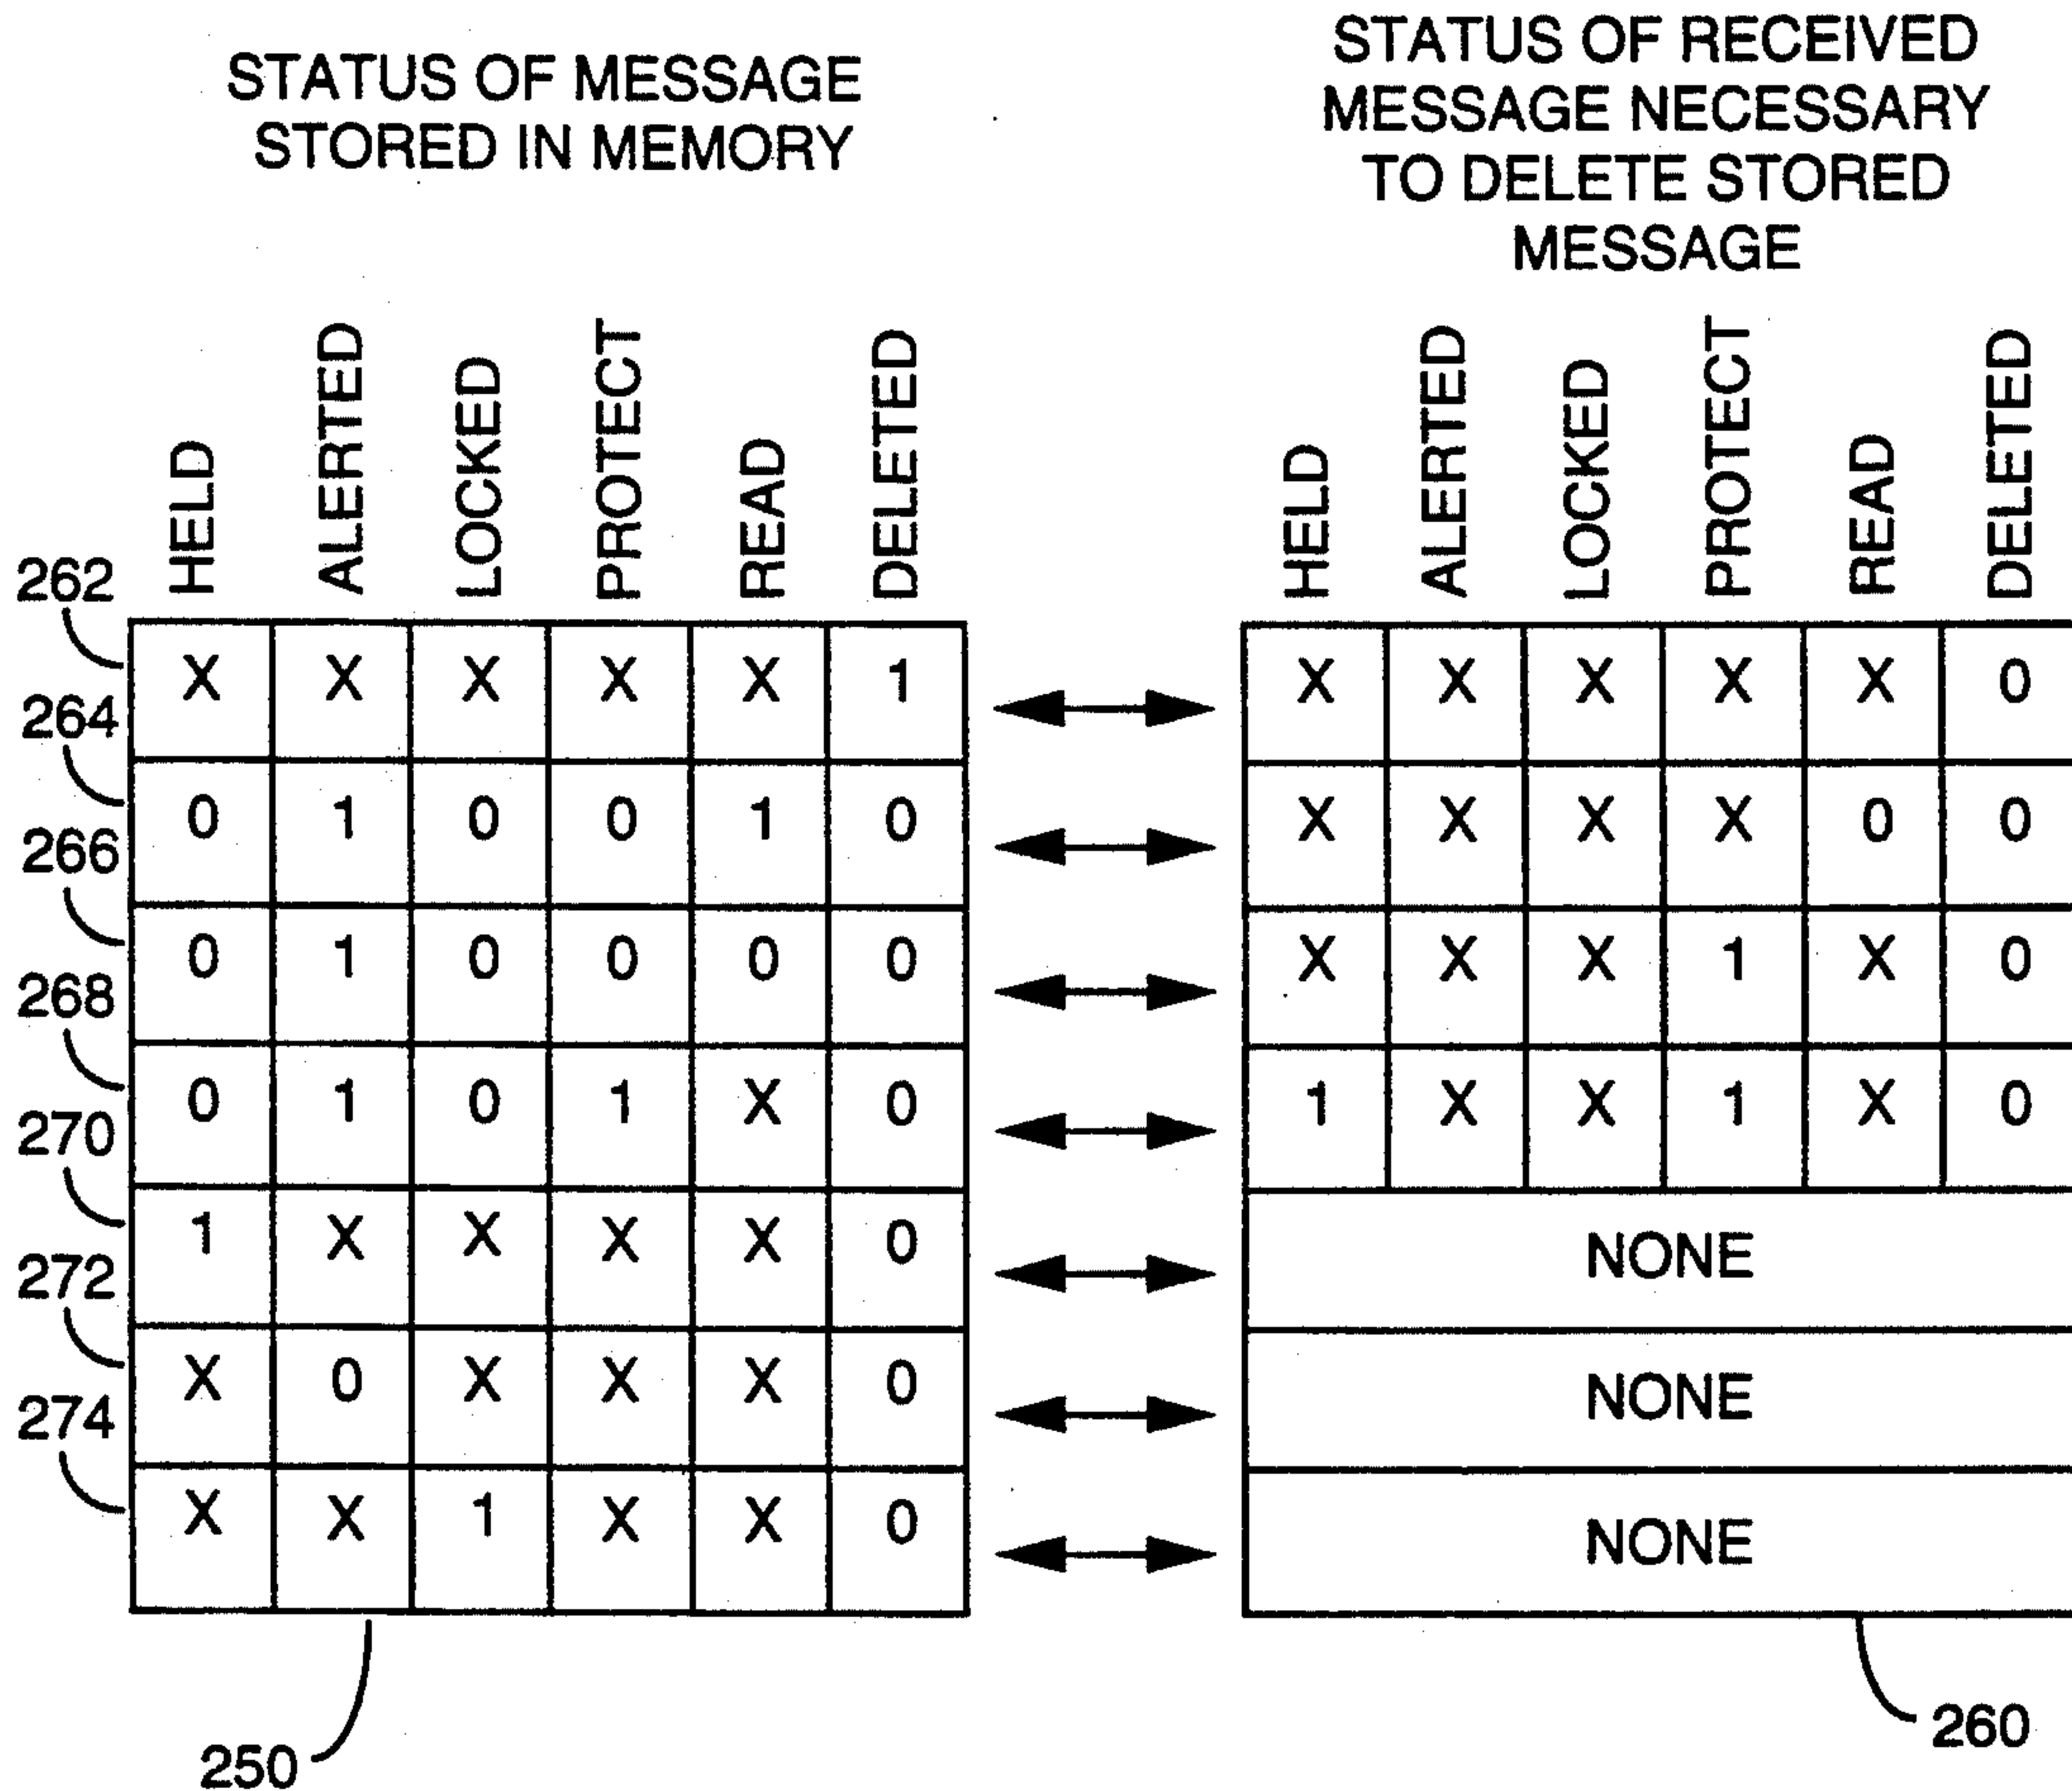 STATUS OF MESSAGE
STORED IN MEMORY
STATUS OF RECEIVED
MESSAGE NECESSARY
TO DELETE STORED
MESSAGE
HELD ALERTED LOCKED PROTECT READ DELETED
HELD ALERTED LOCKED PROTECT READ DELETED
262 X X X X X 1 X X X X X 0
264 0 1 0 0 1 0 X X X X 0 0
266 0 1 0 0 0 0 X X X 1 X 0
268 0 1 0 1 X 0 1 X X 1 X 0
270 1 X X X X 0 NONE
272 X 0 X X X 0 NONE
274 X X 1 X X 0 NONE
250
260